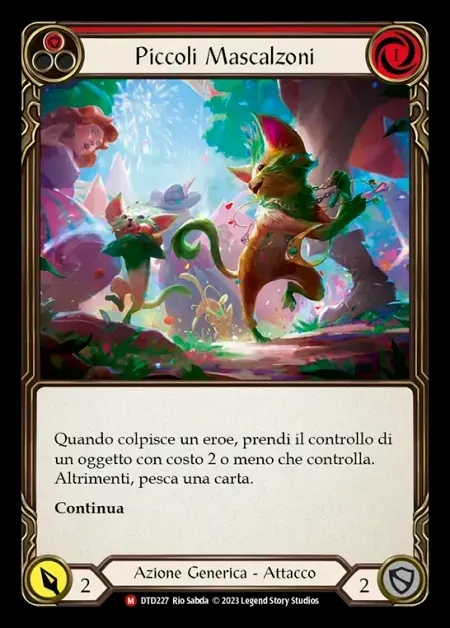 Piccoli Mascalzoni
1
Quando colpisce un eroe, prendi il controllo di
un oggetto con costo 2 o meno che controlla.
Altrimenti, pesca una carta.
Continua
2
Azione Generica - Attacco
2
M DTD227 Rio Sabda © 2023 Legend Story Studios